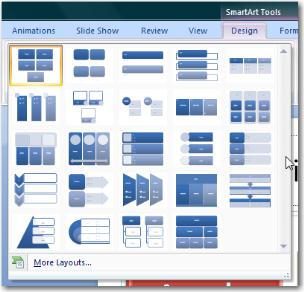 SmartArt Tools
Animations Slide Show Review View Design Form
More Layouts...